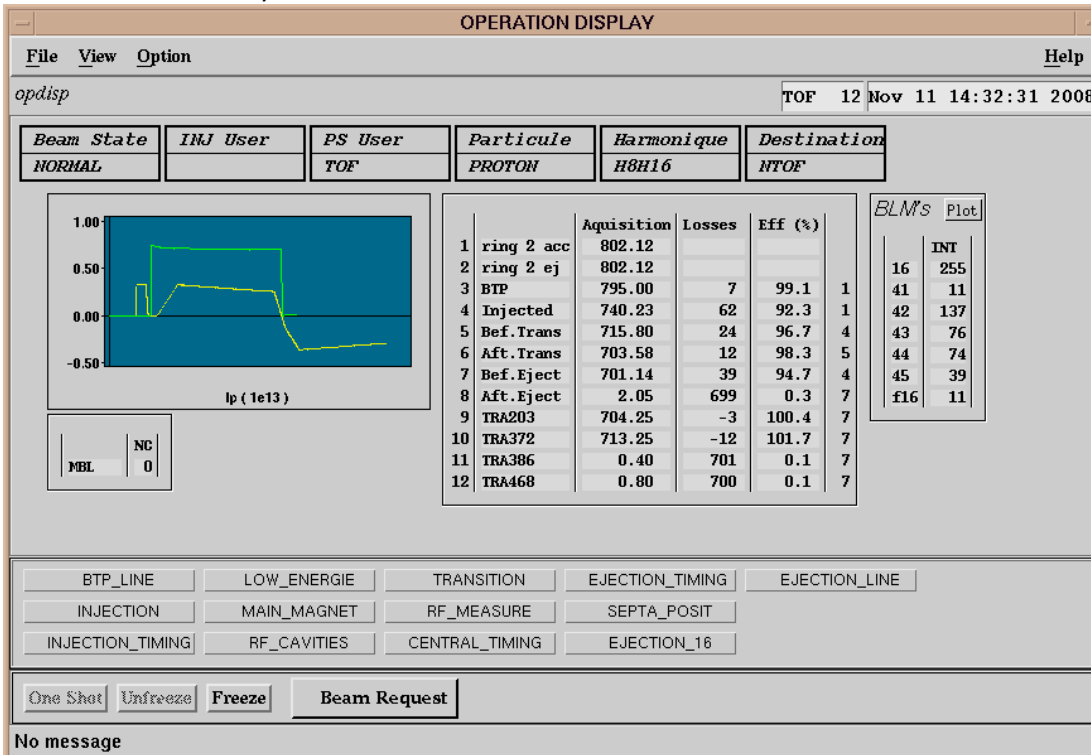 OPERATION DISPLAY
File View Option Help
opdisp TOF 12 Nov 11 14:32:31 2008
Beam State INJ User PS User Particule Harmonique Destination
NORMAL TOF PROTON H8H16 NTOF
1.00
0.50
0.00
-0.50
Ip ( 1e13 )
NC
MBL 0
Aquisition Losses Eff (%)
1 ring 2 acc 802.12
2 ring 2 ej 802.12
3 BTP 795.00 7 99.1 1
4 Injected 740.23 62 92.3 1
5 Bef.Trans 715.80 24 96.7 4
6 Aft.Trans 703.58 12 98.3 5
7 Bef.Eject 701.14 39 94.7 4
8 Aft.Eject 2.05 699 0.3 7
9 TRA203 704.25 -3 100.4 7
10 TRA372 713.25 -12 101.7 7
11 TRA386 0.40 701 0.1 7
12 TRA468 0.80 700 0.1 7
BLM's Plot
INT
16 255
41 11
42 137
43 76
44 74
45 39
f16 11
BTP_LINE LOW_ENERGIE TRANSITION EJECTION_TIMING EJECTION_LINE
INJECTION MAIN_MAGNET RF_MEASURE SEPTA_POSIT
INJECTION_TIMING RF_CAVITIES CENTRAL_TIMING EJECTION_16
One Shot Unfreeze Freeze Beam Request
No message